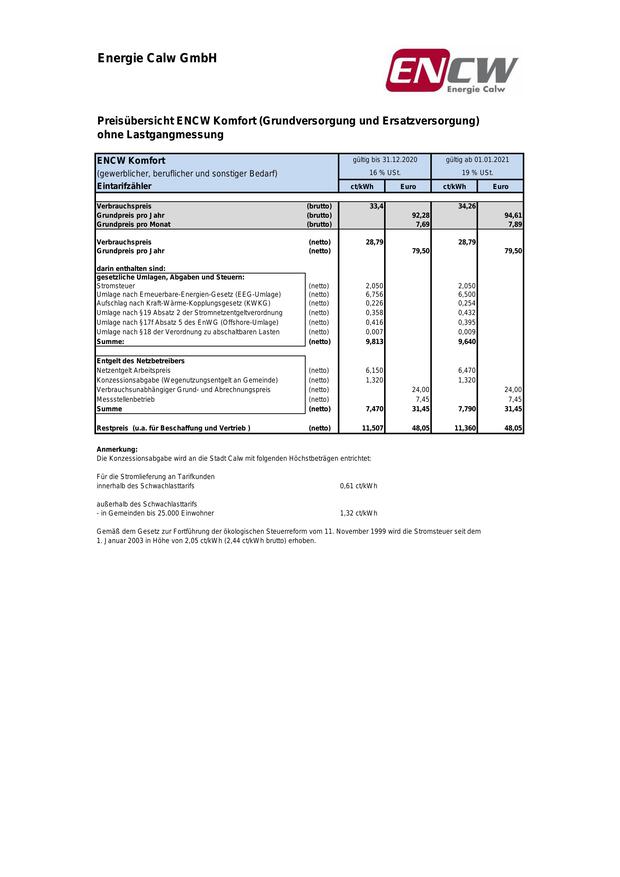 Energie Calw GmbH
ENCW
Energie Calw
Preisübersicht ENCW Komfort (Grundversorgung und Ersatzversorgung)
ohne Lastgangmessung
ENCW Komfort gültig bis 31.12.2020 gültig ab 01.01.2021
(gewerblicher, beruflicher und sonstiger Bedarf) 16 % USt. 19 % USt.
Eintarifzähler ct/kWh Euro ct/kWh Euro
Verbrauchspreis (brutto) 33,4 34,26
Grundpreis pro Jahr (brutto) 92,28 94,61
Grundpreis pro Monat (brutto) 7,69 7,89
Verbrauchspreis (netto) 28,79 28,79
Grundpreis pro Jahr (netto) 79,50 79,50
darin enthalten sind:
gesetzliche Umlagen, Abgaben und Steuern:
Stromsteuer (netto) 2,050 2,050
Umlage nach Erneuerbare-Energien-Gesetz (EEG-Umlage) (netto) 6,756 6,500
Aufschlag nach Kraft-Wärme-Kopplungsgesetz (KWKG) (netto) 0,226 0,254
Umlage nach §19 Absatz 2 der Stromnetzentgeltverordnung (netto) 0,358 0,432
Umlage nach §17f Absatz 5 des EnWG (Offshore-Umlage) (netto) 0,416 0,395
Umlage nach §18 der Verordnung zu abschaltbaren Lasten (netto) 0,007 0,009
Summe: (netto) 9,813 9,640
Entgelt des Netzbetreibers
Netzentgelt Arbeitspreis (netto) 6,150 6,470
Konzessionsabgabe (Wegenutzungsentgelt an Gemeinde) (netto) 1,320 1,320
Verbrauchsunabhängiger Grund- und Abrechnungspreis (netto) 24,00 24,00
Messstellenbetrieb (netto) 7,45 7,45
Summe (netto) 7,470 31,45 7,790 31,45
Restpreis (u.a. für Beschaffung und Vertrieb ) (netto) 11,507 48,05 11,360 48,05
Anmerkung:
Die Konzessionsabgabe wird an die Stadt Calw mit folgenden Höchstbeträgen entrichtet:
Für die Stromlieferung an Tarifkunden
innerhalb des Schwachlasttarifs 0,61 ct/kWh
außerhalb des Schwachlasttarifs
- in Gemeinden bis 25.000 Einwohner 1,32 ct/kWh
Gemäß dem Gesetz zur Fortführung der ökologischen Steuerreform vom 11. November 1999 wird die Stromsteuer seit dem
1. Januar 2003 in Höhe von 2,05 ct/kWh (2,44 ct/kWh brutto) erhoben.